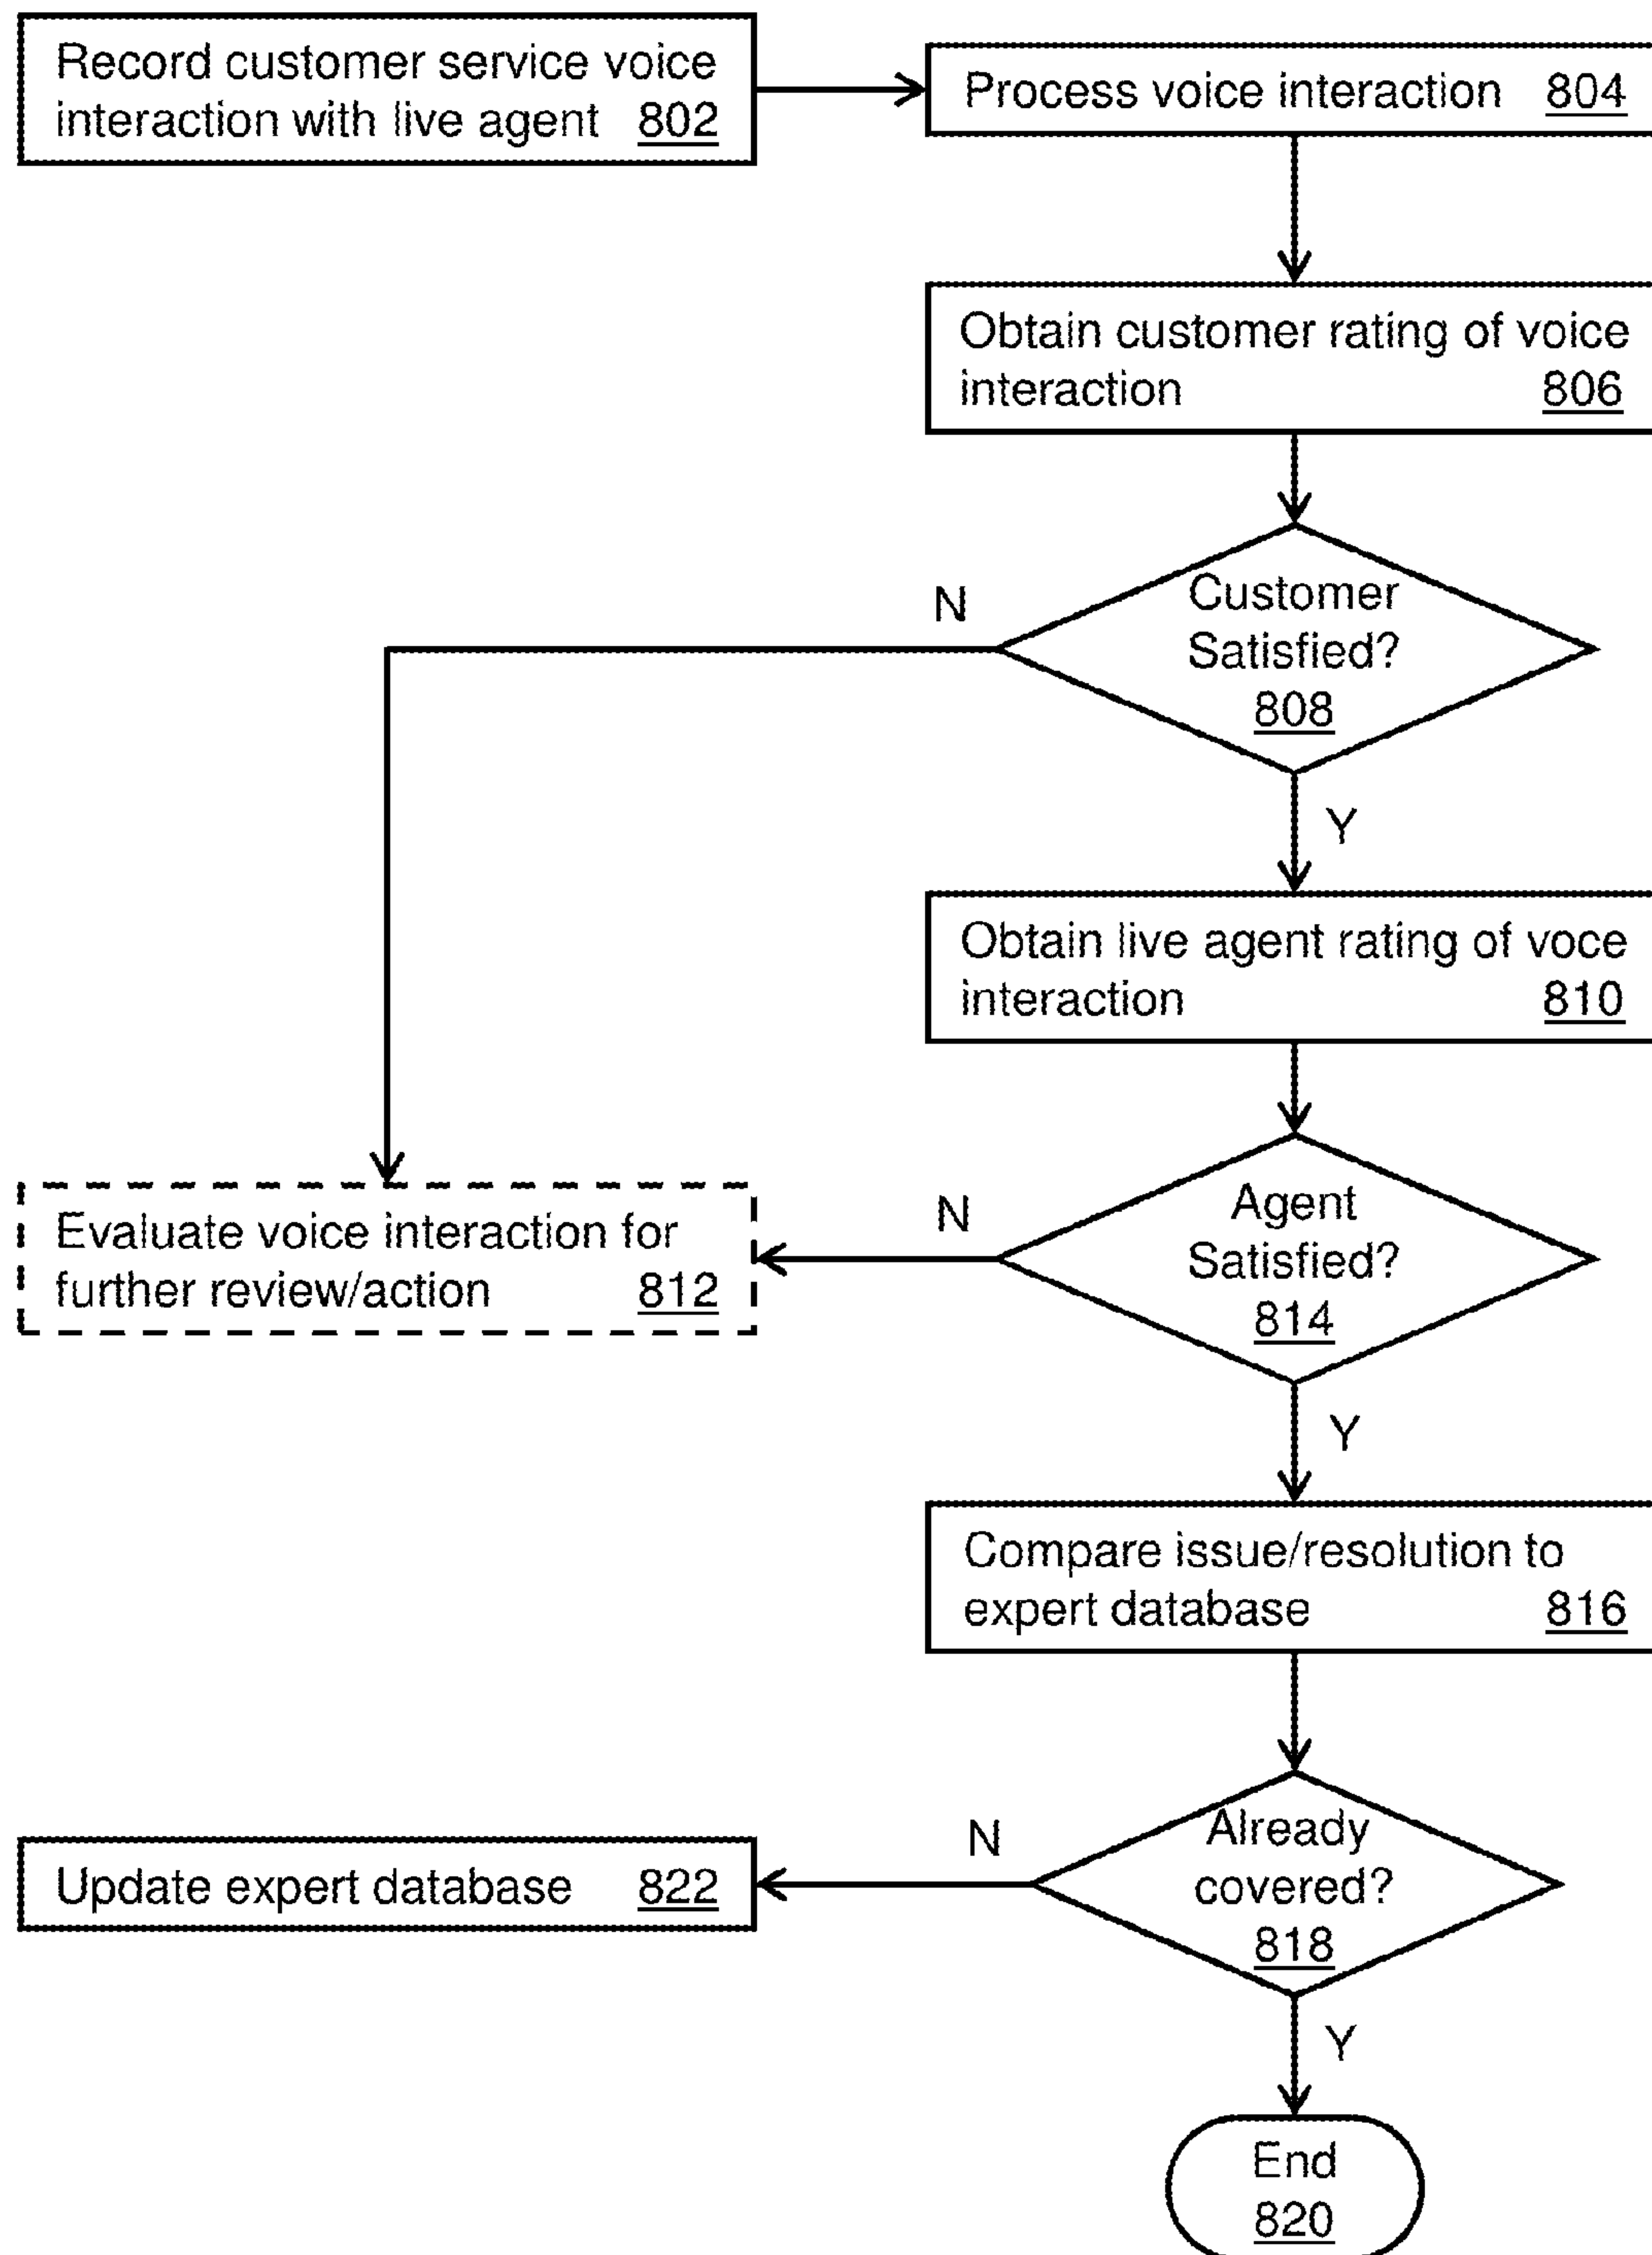 Record customer service voice
interaction with live agent 802
Process voice interaction 804
Obtain customer rating of voice
interaction 806
Customer
Satisfied?
808
N
Y
Obtain live agent rating of voce
interaction 810
Agent
Satisfied?
814
N
Evaluate voice interaction for
further review/action 812
Y
Compare issue/resolution to
expert database 816
Already
covered?
818
N
Update expert database 822
Y
End
820